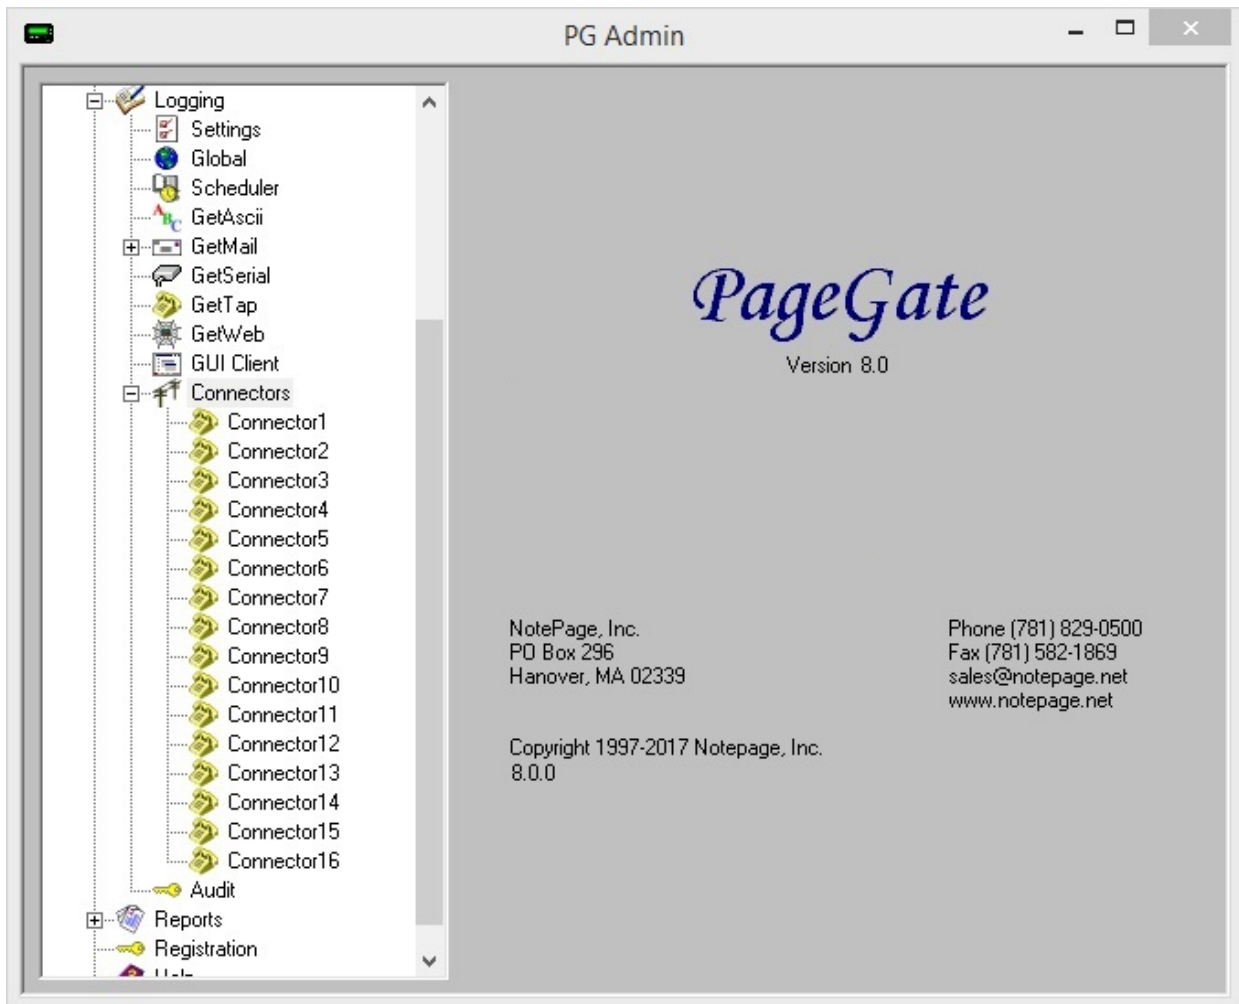 PG Admin
Logging
Settings
Global
Scheduler
GetAscii
GetMail
GetSerial
GetTap
GetWeb
GUI Client
Connectors
Connector1
Connector2
Connector3
Connector4
Connector5
Connector6
Connector7
Connector8
Connector9
Connector10
Connector11
Connector12
Connector13
Connector14
Connector15
Connector16
Audit
Reports
Registration
Help
PageGate
Version 8.0
NotePage, Inc.
PO Box 296
Hanover, MA 02339
Phone (781) 829-0500
Fax (781) 582-1869
sales@notepage.net
www.notepage.net
Copyright 1997-2017 Notepage, Inc.
8.0.0